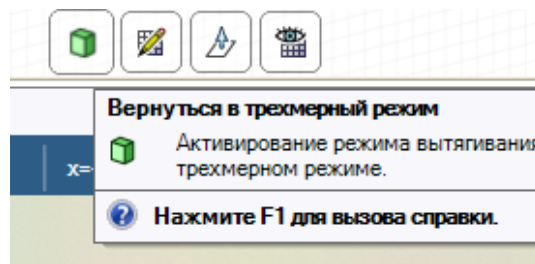 Вернуться в трехмерный режим
Активирование режима вытягивания
x=
трехмерном режиме.
Нажмите F1 для вызова справки.